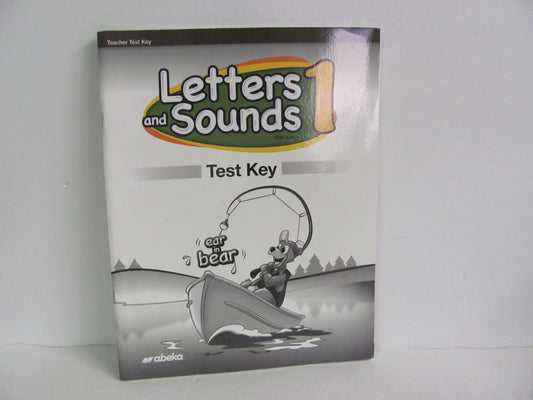 Teacher Test Key
Letters
and Sounds 1
Test Key
ear
in
bear
abeka